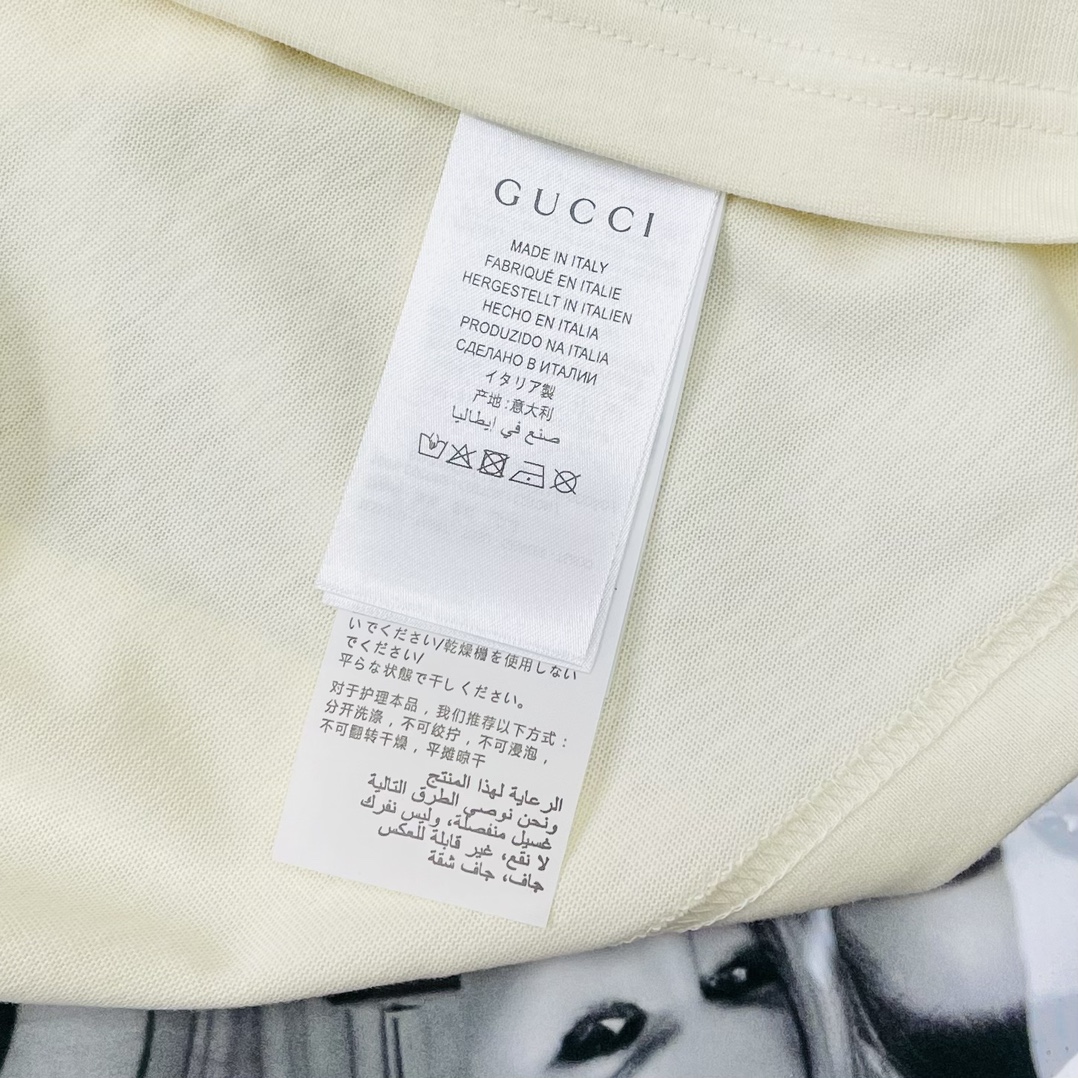 GUCCI
MADE IN ITALY
FABRIQUÉ EN ITALIE
HERGESTELLT IN ITALIEN
HECHO EN ITALIA
PRODUZIDO NA ITALIA
СДЕЛАНО В ИТАЛИИ
イタリア製
产地:意大利
صنع في إيطاليا
いでください/乾燥機を使用しない
でください/
平らな状態で干しください。
对于护理本品，我们推荐以下方式：
分开洗涤，不可绞拧，不可浸泡，
不可翻转干燥，平摊晾干
الرعاية لهذا المنتج
ونحن نوصي الطرق التالية
غسيل منفصلة، وليس نفرك
لا نقع، غير قابلة للعكس
جاف، جاف شقة